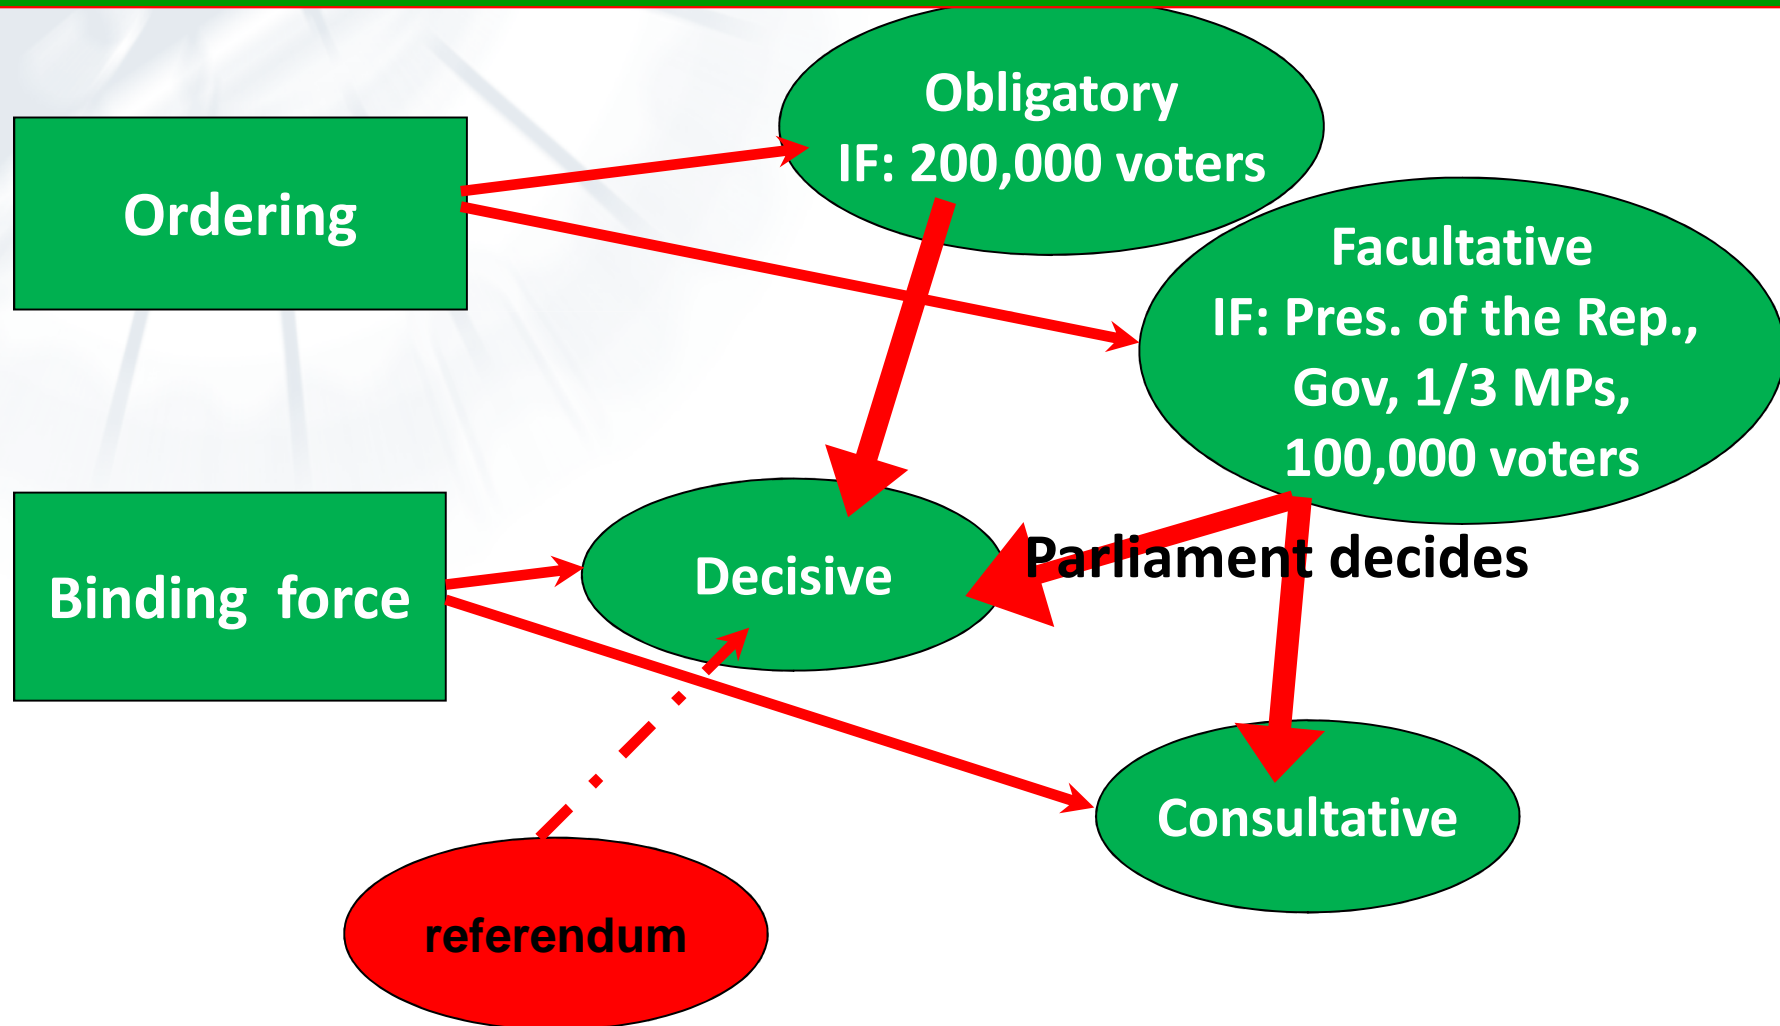 Obligatory
IF: 200,000 voters
Ordering
Facultative
IF: Pres. of the Rep.,
Gov, 1/3 MPs,
100,000 voters
Parliament decides
Decisive
Binding force
Consultative
referendum